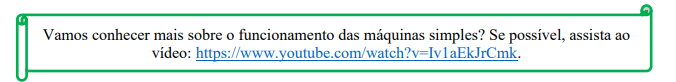 Vamos conhecer mais sobre o funcionamento das máquinas simples? Se possível, assista ao
vídeo: https://www.youtube.com/watch?v=Iv1aEkJrCmk.